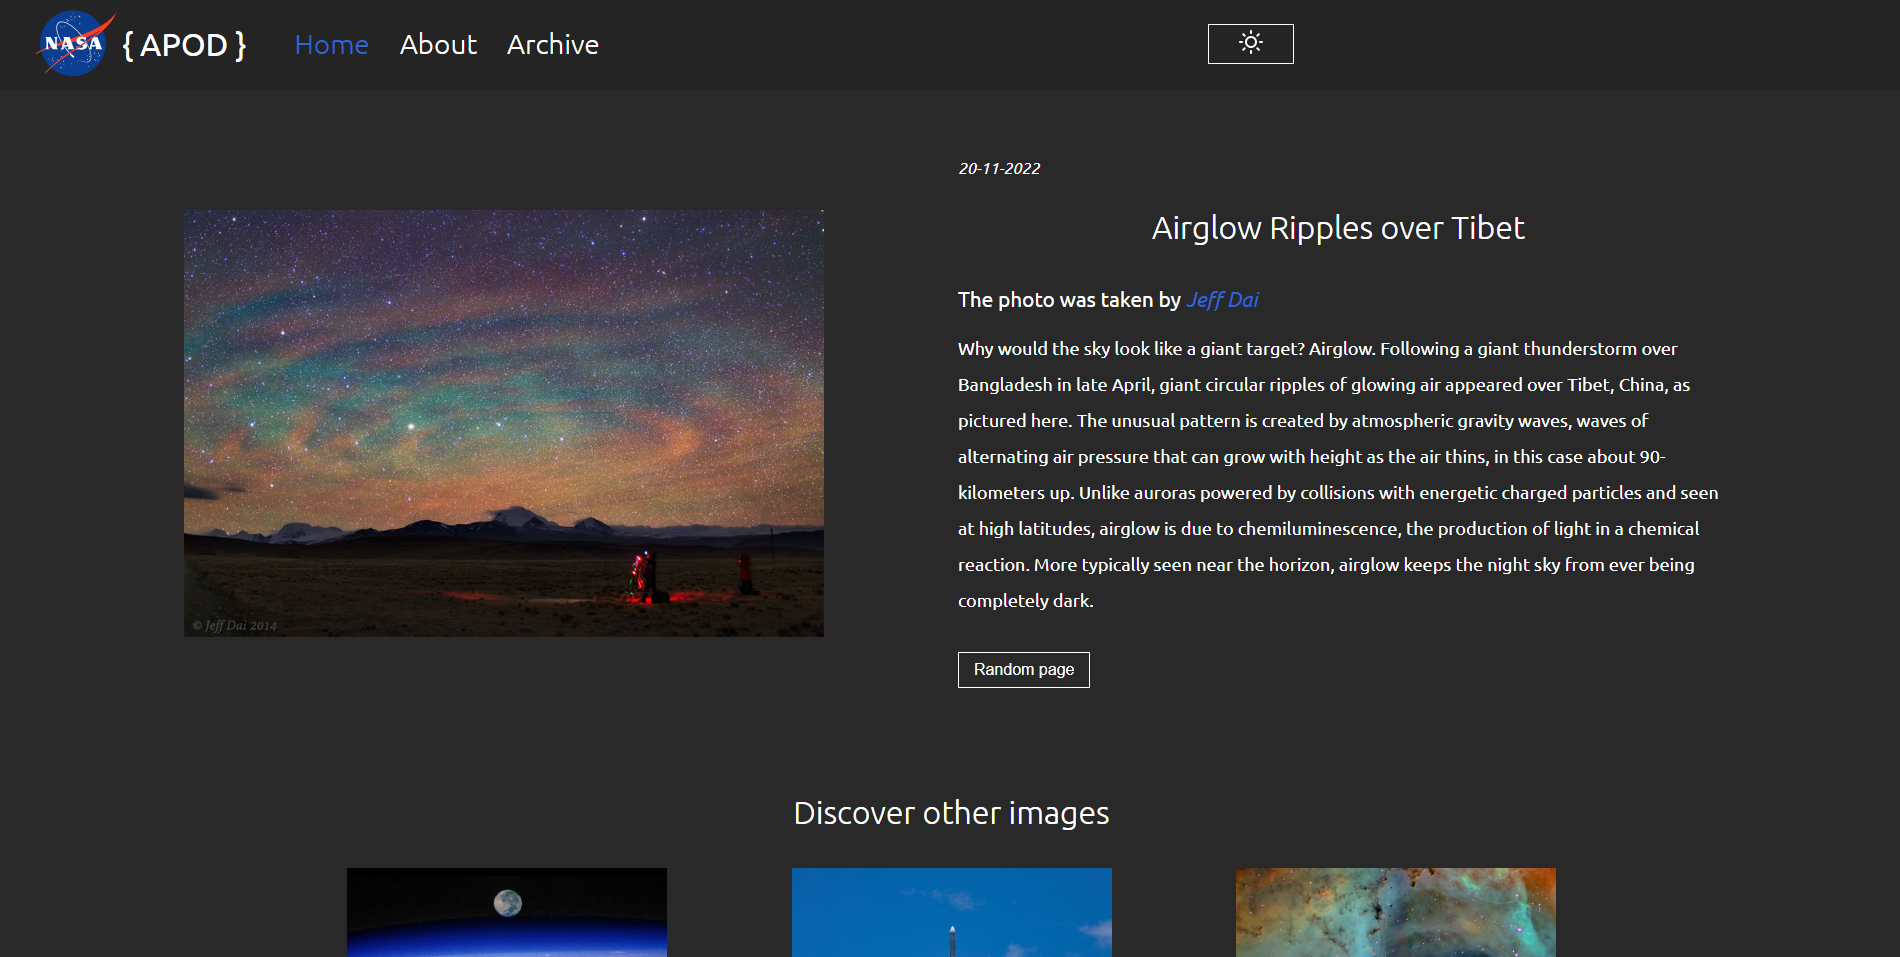 NASA
{ APOD }
Home
About
Archive
20-11-2022
Airglow Ripples over Tibet
The photo was taken by Jeff Dai
Why would the sky look like a giant target? Airglow. Following a giant thunderstorm over
Bangladesh in late April, giant circular ripples of glowing air appeared over Tibet, China, as
pictured here. The unusual pattern is created by atmospheric gravity waves, waves of
alternating air pressure that can grow with height as the air thins, in this case about 90-
kilometers up. Unlike auroras powered by collisions with energetic charged particles and seen
at high latitudes, airglow is due to chemiluminescence, the production of light in a chemical
reaction. More typically seen near the horizon, airglow keeps the night sky from ever being
completely dark.
© Jeff Dai 2014
Random page
Discover other images